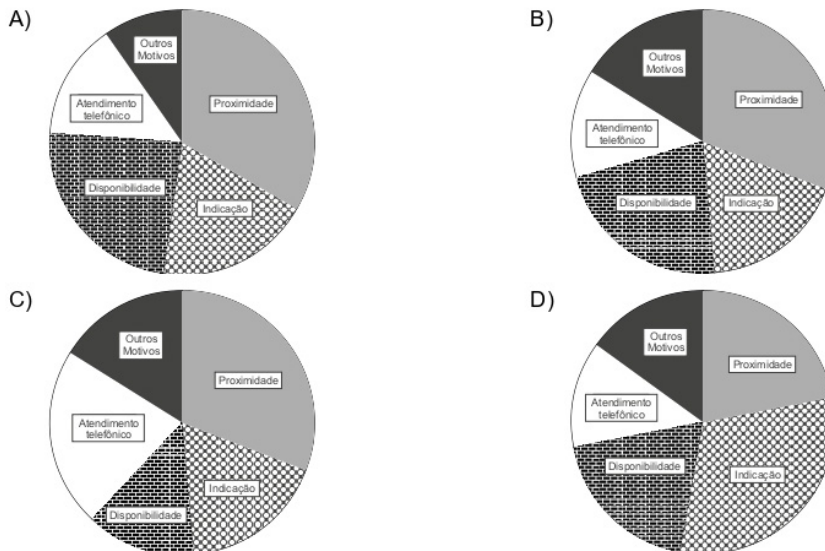 A)
Outros
Motivos
Proximidade
Atendimento
telefônico
Disponibilidade
Indicação
B)
Outros
Motivos
Proximidade
Atendimento
telefônico
Disponibilidade
Indicação
C)
Outros
Motivos
Proximidade
Atendimento
telefônico
Indicação
Disponibilidade
D)
Outros
Motivos
Proximidade
Atendimento
telefônico
Disponibilidade
Indicação